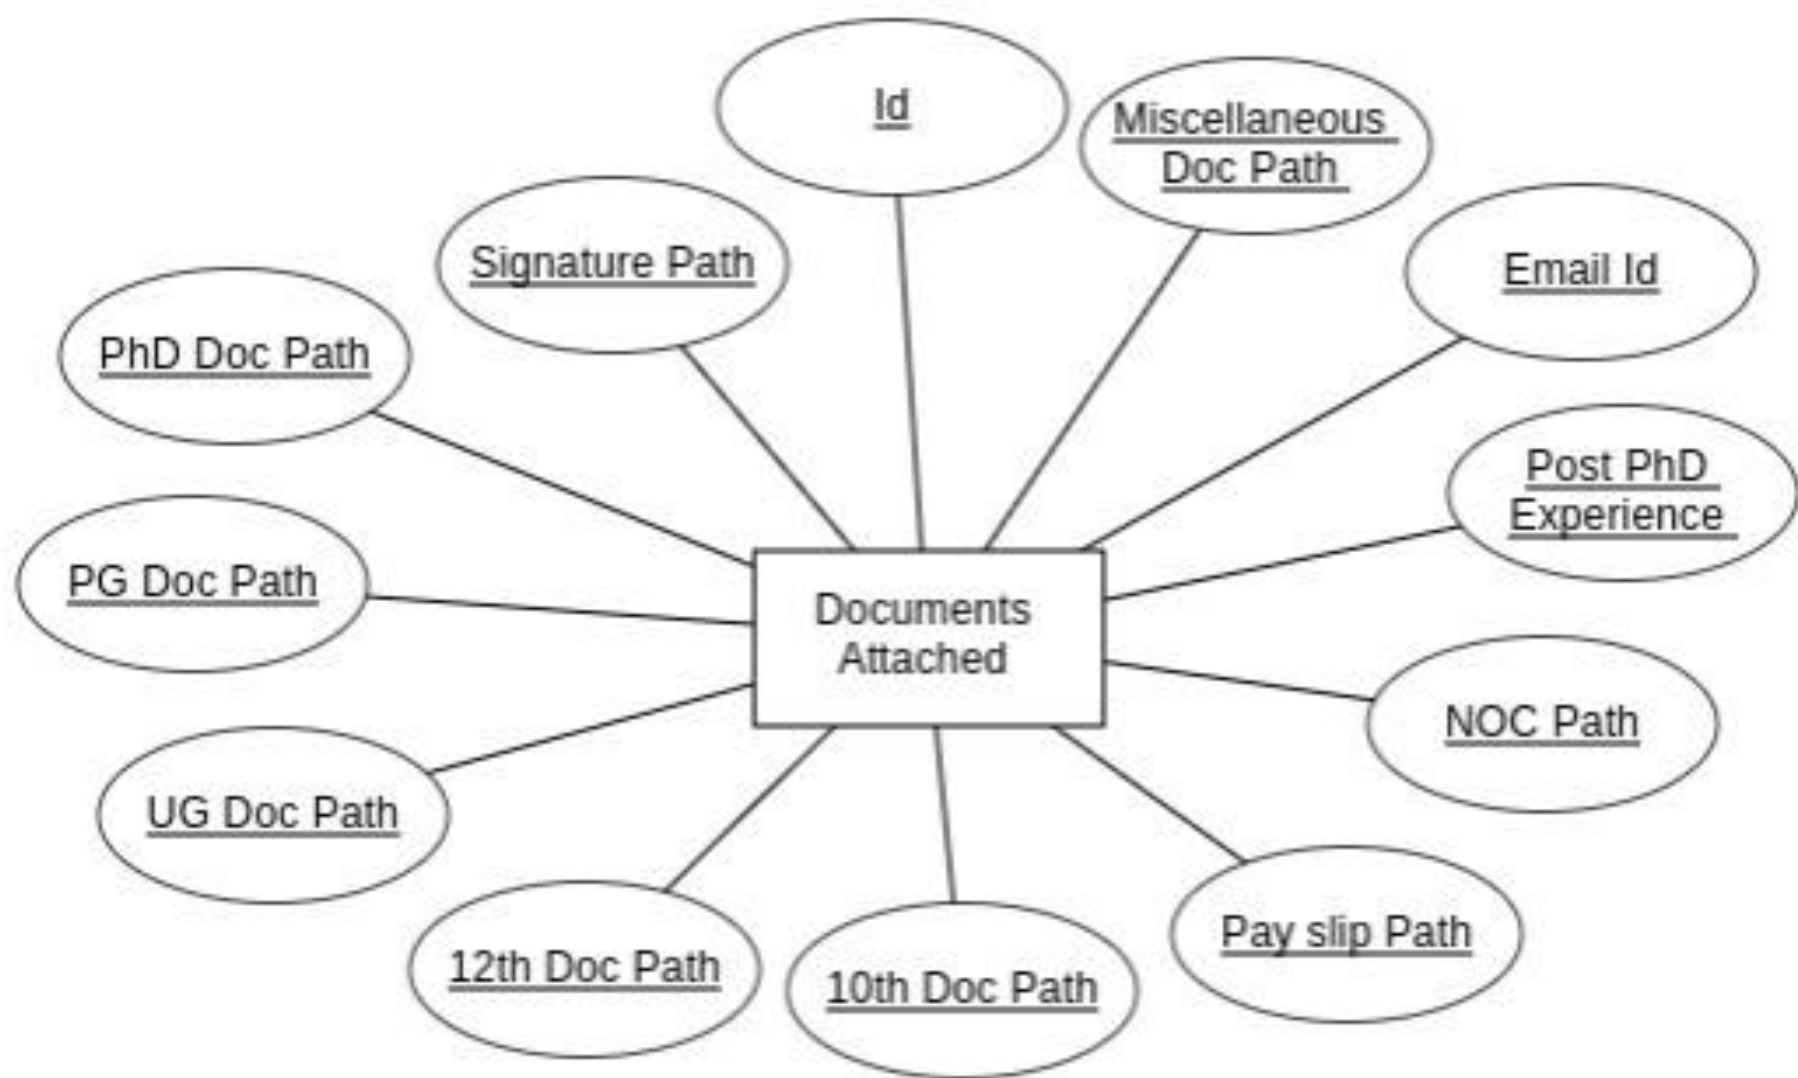 Id
Miscellaneous
Doc Path
Signature Path
Email Id
PhD Doc Path
Post PhD
Experience
PG Doc Path
Documents
Attached
NOC Path
UG Doc Path
Pay slip Path
12th Doc Path
10th Doc Path